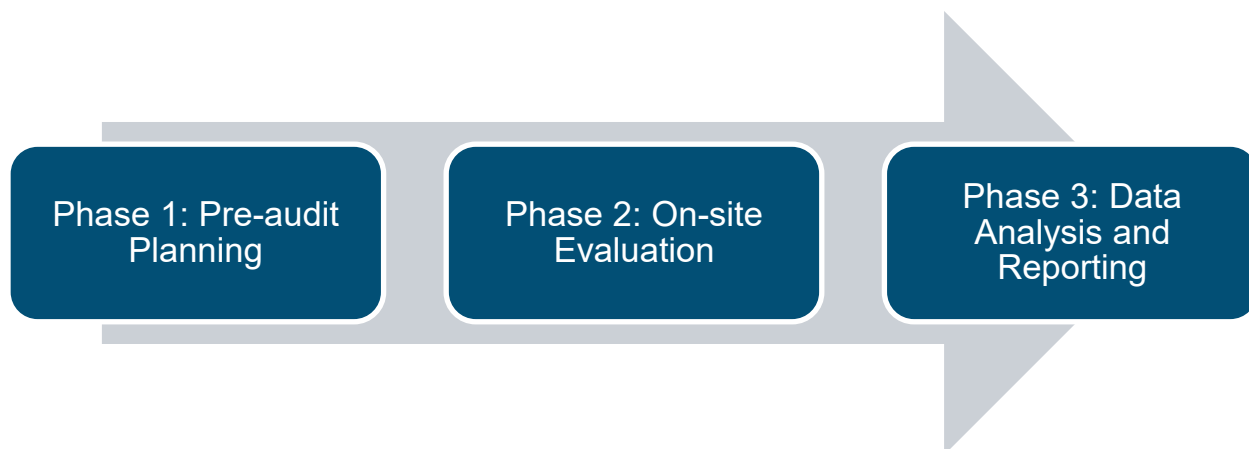 Phase 1: Pre-audit
Planning
Phase 2: On-site
Evaluation
Phase 3: Data
Analysis and
Reporting